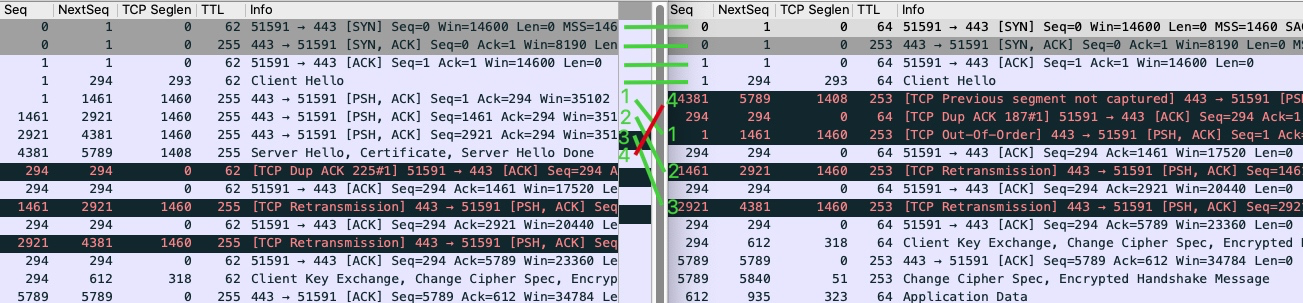 Seq NextSeq TCP Seglen TTL Info
0 1 0 62 51591 → 443 [SYN] Seq=0 Win=14600 Len=0 MSS=146
0 1 0 255 443 → 51591 [SYN, ACK] Seq=0 Ack=1 Win=8190 Len
1 1 0 62 51591 → 443 [ACK] Seq=1 Ack=1 Win=14600 Len=0
1 294 293 62 Client Hello
1 1461 1460 255 443 → 51591 [PSH, ACK] Seq=1 Ack=294 Win=35102
1461 2921 1460 255 443 → 51591 [PSH, ACK] Seq=1461 Ack=294 Win=351
2921 4381 1460 255 443 → 51591 [PSH, ACK] Seq=2921 Ack=294 Win=351
4381 5789 1408 255 Server Hello, Certificate, Server Hello Done
294 294 0 62 [TCP Dup ACK 225#1] 51591 → 443 [ACK] Seq=294 A
294 294 0 62 51591 → 443 [ACK] Seq=294 Ack=1461 Win=17520 Len
1461 2921 1460 255 [TCP Retransmission] 443 → 51591 [PSH, ACK] Seq
294 294 0 62 51591 → 443 [ACK] Seq=294 Ack=2921 Win=20440 Le
2921 4381 1460 255 [TCP Retransmission] 443 → 51591 [PSH, ACK] Seq
294 294 0 62 51591 → 443 [ACK] Seq=294 Ack=5789 Win=23360 Le
294 612 318 62 Client Key Exchange, Change Cipher Spec, Encryp
5789 5789 0 255 443 → 51591 [ACK] Seq=5789 Ack=612 Win=34784 Le
1
2
3
4
4
1
2
3
Seq NextSeq TCP Seglen TTL Info
0 1 0 64 51591 → 443 [SYN] Seq=0 Win=14600 Len=0 MSS=1460 SA
0 1 0 253 443 → 51591 [SYN, ACK] Seq=0 Ack=1 Win=8190 Len=0 M
1 1 0 64 51591 → 443 [ACK] Seq=1 Ack=1 Win=14600 Len=0
1 294 293 64 Client Hello
4381 5789 1408 253 [TCP Previous segment not captured] 443 → 51591 [PS
294 294 0 64 [TCP Dup ACK 187#1] 51591 → 443 [ACK] Seq=294 Ack=1
1 1461 1460 253 [TCP Out-Of-Order] 443 → 51591 [PSH, ACK] Seq=1 Ack
294 294 0 64 51591 → 443 [ACK] Seq=294 Ack=1461 Win=17520 Len=0
1461 2921 1460 253 [TCP Retransmission] 443 → 51591 [PSH, ACK] Seq=146
294 294 0 64 51591 → 443 [ACK] Seq=294 Ack=2921 Win=20440 Len=0
2921 4381 1460 253 [TCP Retransmission] 443 → 51591 [PSH, ACK] Seq=292
294 294 0 64 51591 → 443 [ACK] Seq=294 Ack=5789 Win=23360 Len=0
294 612 318 64 Client Key Exchange, Change Cipher Spec, Encrypted
5789 5789 0 253 443 → 51591 [ACK] Seq=5789 Ack=612 Win=34784 Len=0
5789 5840 51 253 Change Cipher Spec, Encrypted Handshake Message
612 935 323 64 Application Data